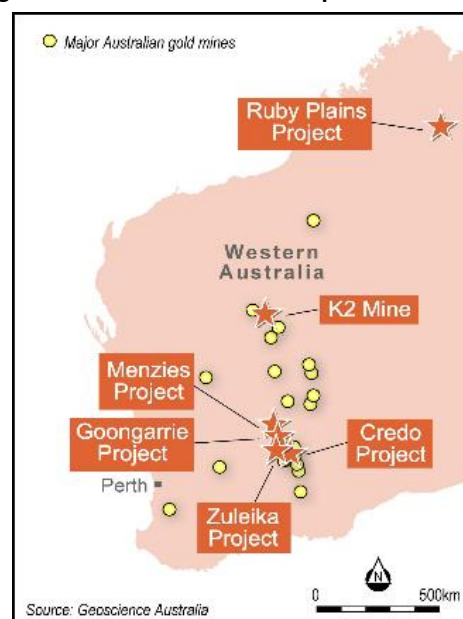 Major Australian gold mines
Ruby Plains
Project
Western
Australia
K2 Mine
Menzies
Project
Goongarrie
Project
Credo
Project
Perth
Zuleika
Project
N
0
500km
Source: Geoscience Australia